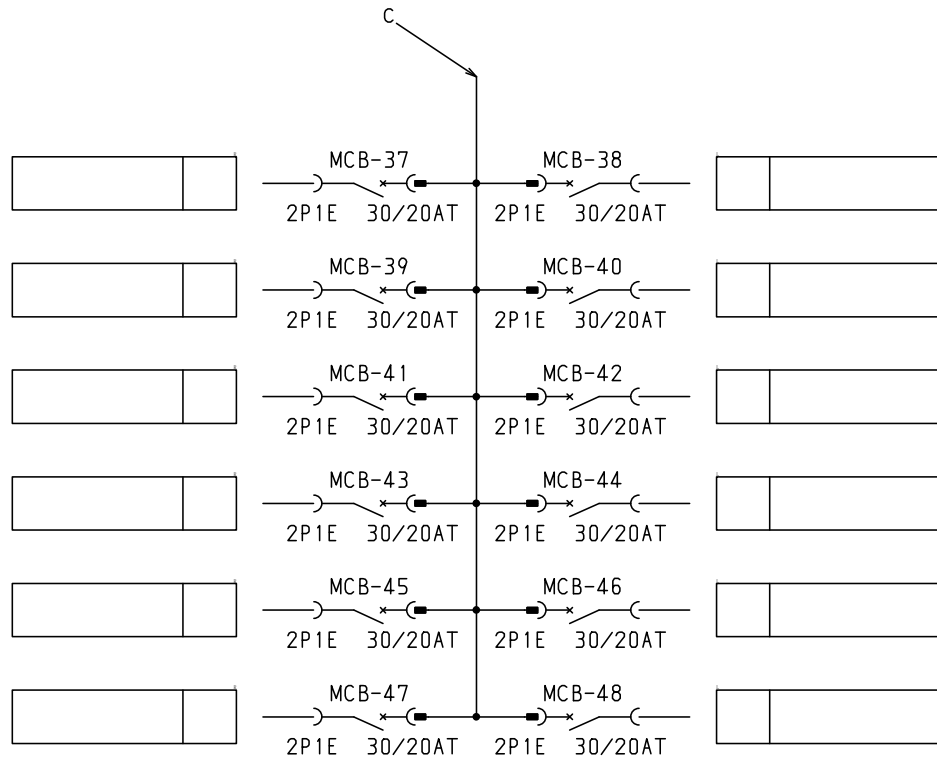 C
MCB-37 MCB-38
2P1E 30/20AT 2P1E 30/20AT
MCB-39 MCB-40
2P1E 30/20AT 2P1E 30/20AT
MCB-41 MCB-42
2P1E 30/20AT 2P1E 30/20AT
MCB-43 MCB-44
2P1E 30/20AT 2P1E 30/20AT
MCB-45 MCB-46
2P1E 30/20AT 2P1E 30/20AT
MCB-47 MCB-48
2P1E 30/20AT 2P1E 30/20AT